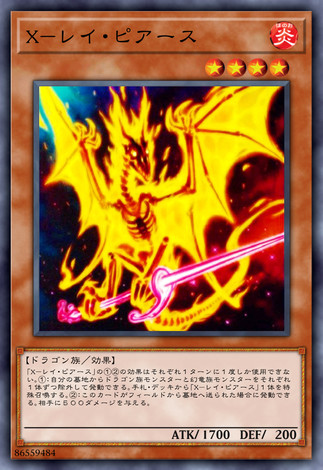 X－レイ・ピアース
炎
【ドラゴン族／効果】
「X－レイ・ピアース」の①②の効果はそれぞれ１ターンに１度しか使用できな
い。①：自分の墓地からドラゴン族モンスターと幻竜族モンスターをそれぞれ
１体ずつ除外して発動できる。手札・デッキから「X－レイ・ピアース」１体を特
殊召喚する。②：このカードがフィールドから墓地へ送られた場合に発動でき
る。相手に５００ダメージを与える。
ATK/ 1700 DEF/ 200
86559484